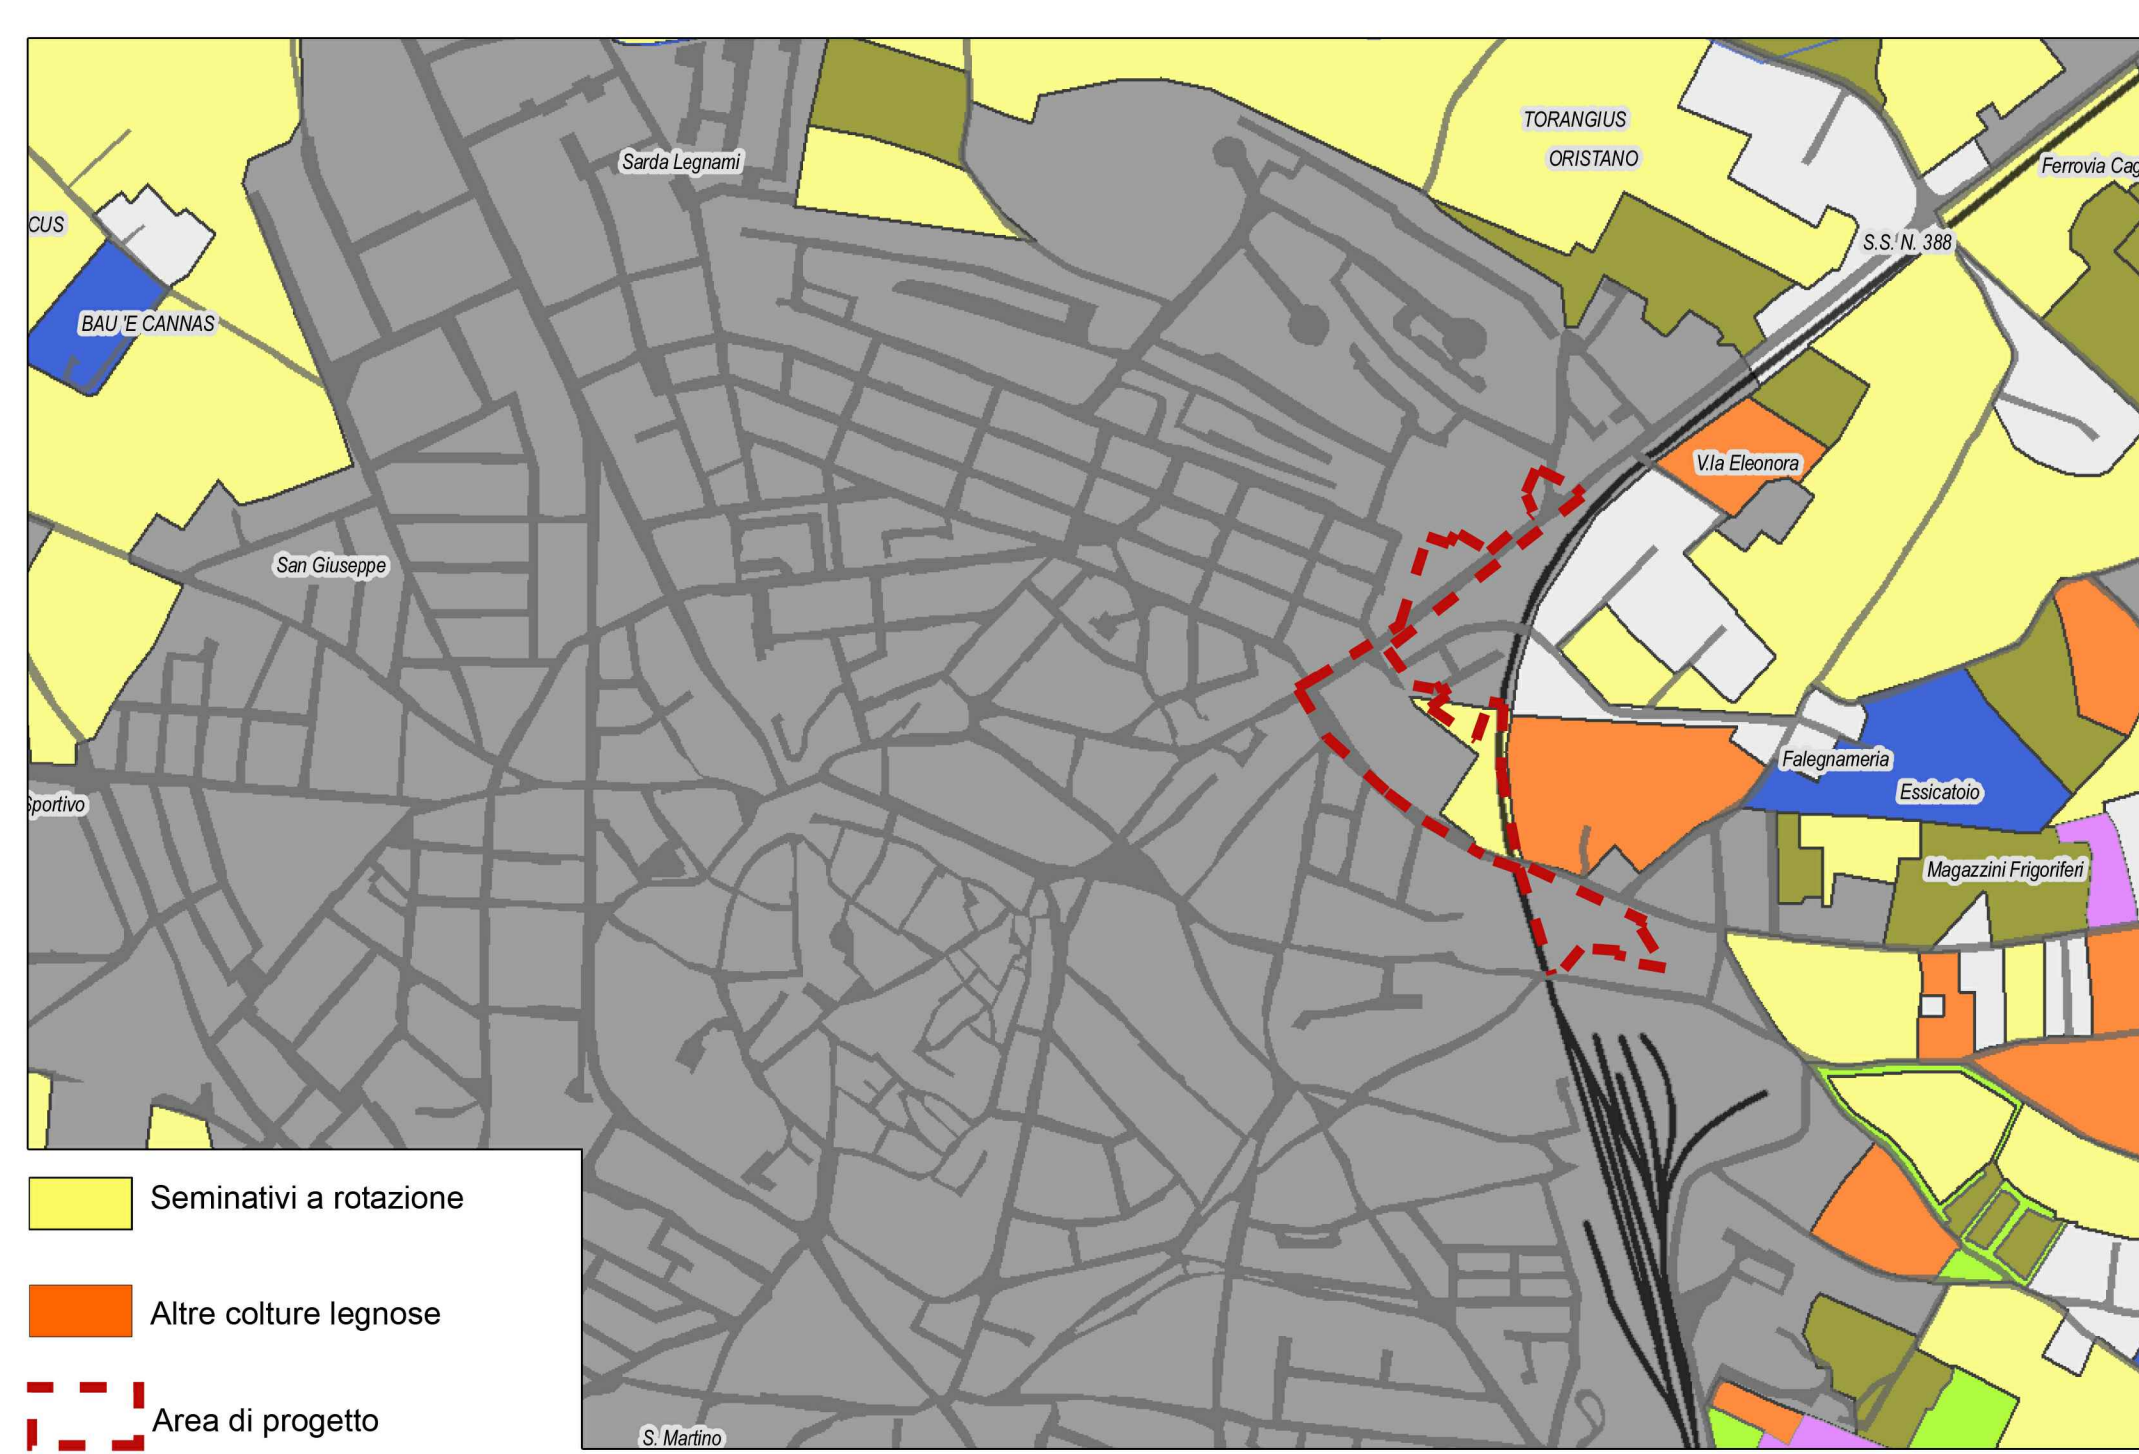 TORANGIUS
ORISTANO
Sarda Legnami
Ferrovia Cag
CUS
S.S. N. 388
BAU 'E CANNAS
V.la Eleonora
San Giuseppe
Falegnameria
Essicatoio
Sportivo
Magazzini Frigoriferi
Seminativi a rotazione
Altre colture legnose
Area di progetto
S. Martino